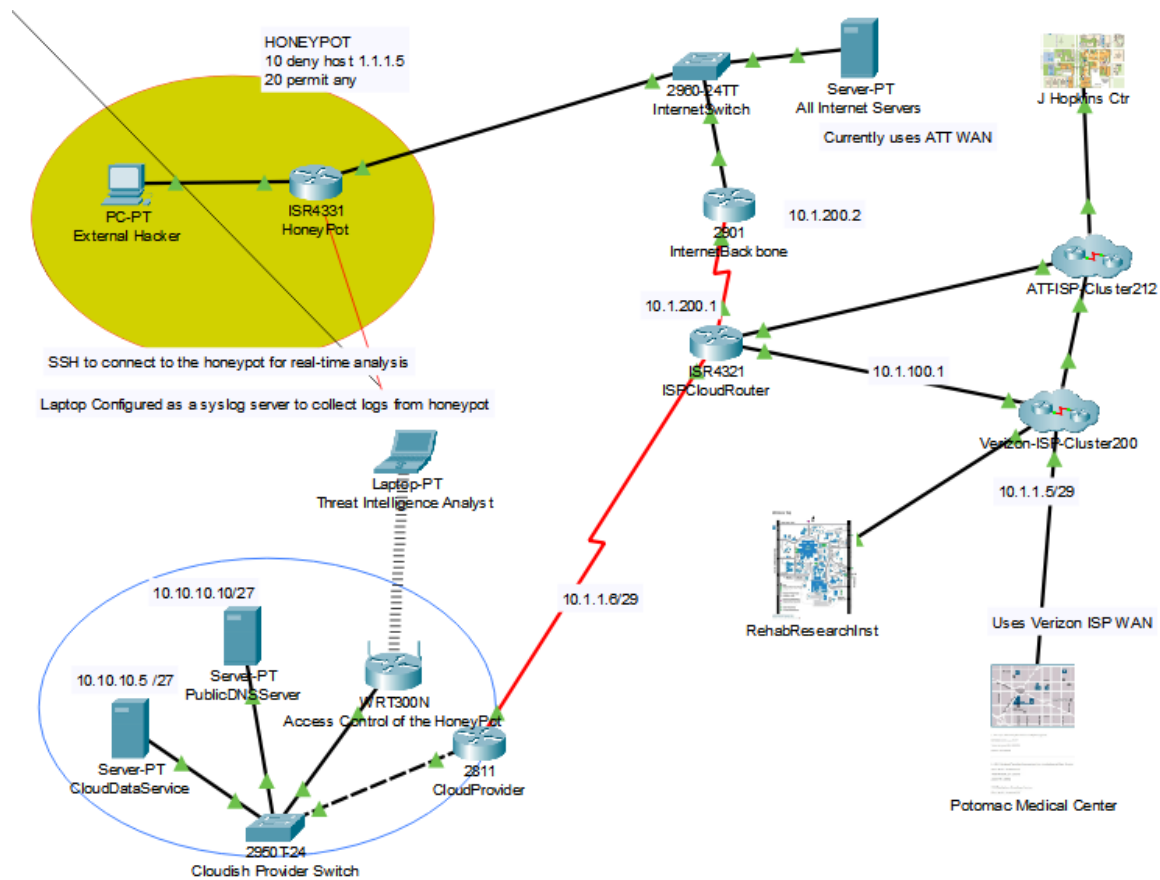 HONEYPOT
10 deny host 1.1.1.5
20 permit any
PC-PT
External Hacker
ISR4331
HoneyPot
2960-24TT
InternetSwitch
Server-PT
All Internet Servers
Currently uses ATT WAN
J Hopkins Ctr
2901
InternetBackbone
10.1.200.2
ATT-ISP-Cluster212
10.1.200.1
ISR4321
ISPCloudRouter
10.1.100.1
SSH to connect to the honeypot for real-time analysis
Laptop Configured as a syslog server to collect logs from honeypot
Verizon-ISP-Cluster200
Laptop-PT
Threat Intelligence Analyst
10.1.1.5/29
10.1.1.6/29
RehabResearchInst
Uses Verizon ISP WAN
10.10.10.10/27
Server-PT
PublicDNSServer
10.10.10.5 /27
WRT300N
Access Control of the HoneyPot
Server-PT
CloudDataService
2811
CloudProvider
Potomac Medical Center
2950T-24
Cloudish Provider Switch